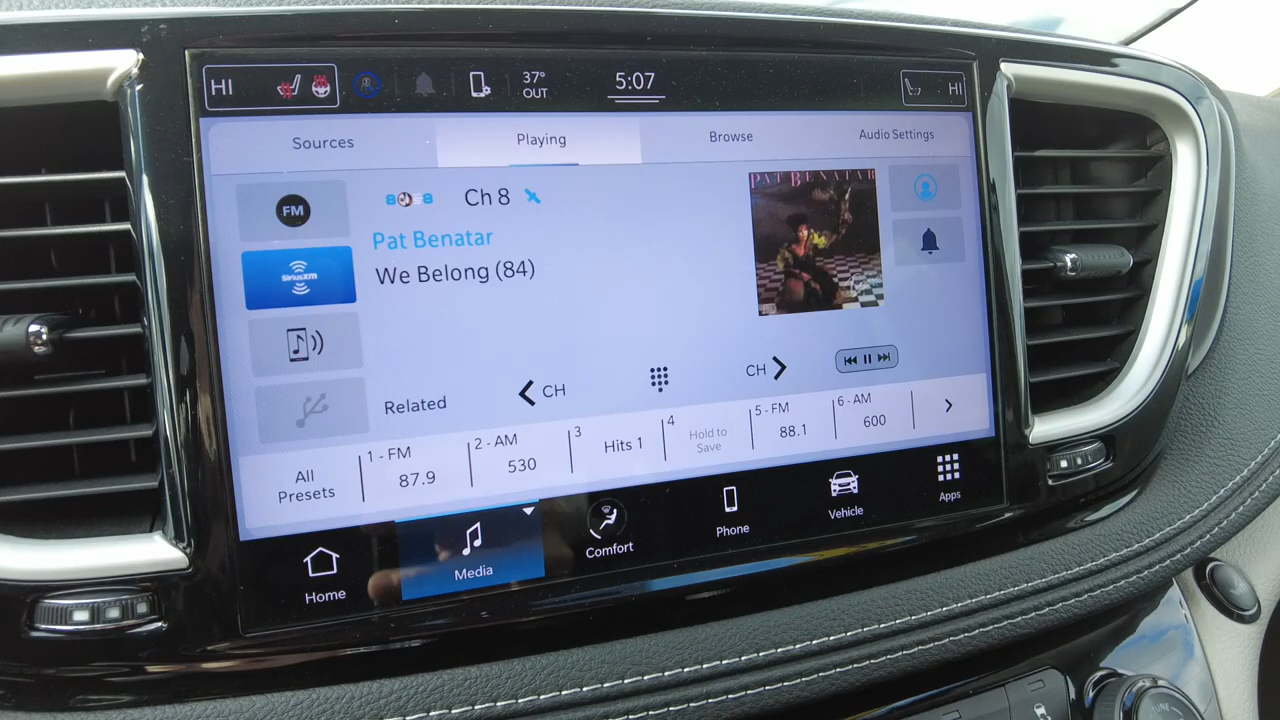 HI
37°
OUT
5:07
HI
Sources
Playing
Browse
Audio Settings
FM
SiriusXM
Ch 8
Pat Benatar
We Belong (84)
PAT BENATAR
Related
CH
CH
All
Presets
1 - FM
87.9
2 - AM
530
3
Hits 1
4
Hold to
Save
5 - FM
88.1
6 - AM
600
Home
Media
Comfort
Phone
Vehicle
Apps
TUNE